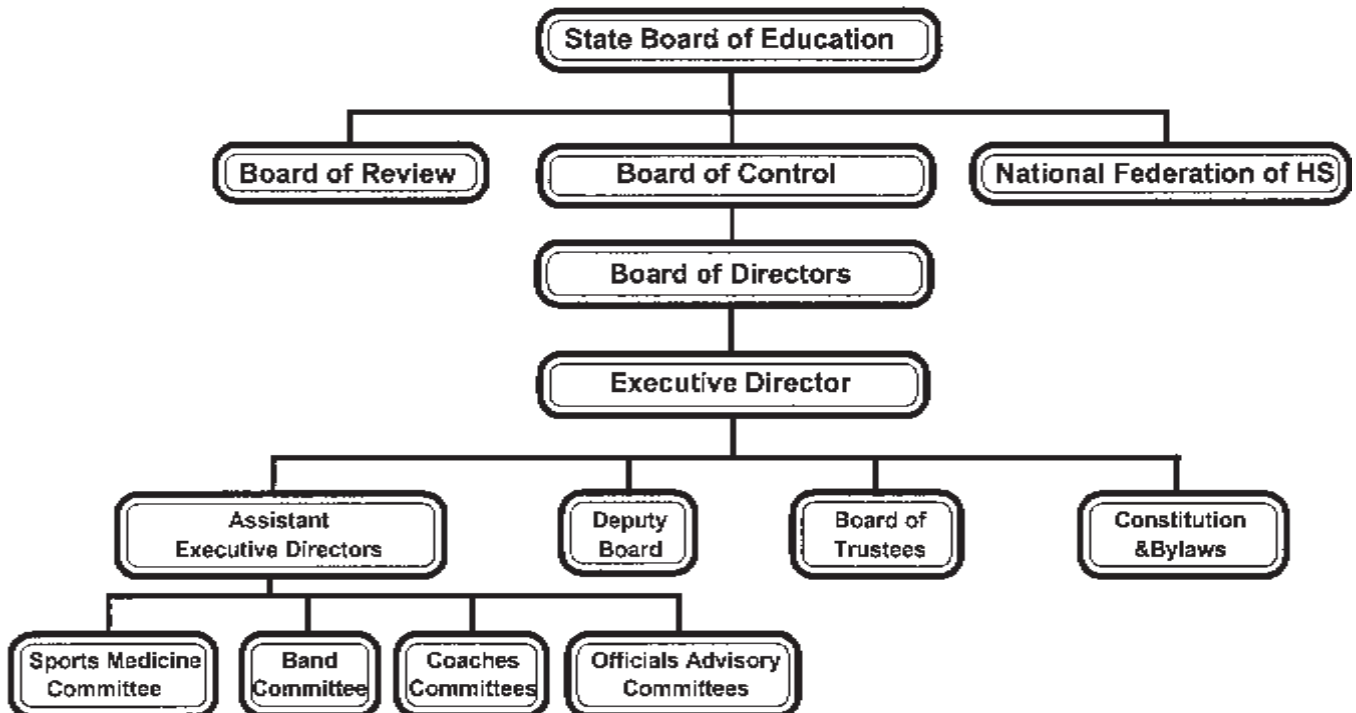 State Board of Education
Board of Review
Board of Control
National Federation of HS
Board of Directors
Executive Director
Assistant
Executive Directors
Deputy
Board
Board of
Trustees
Constitution
&Bylaws
Sports Medicine
Committee
Band
Committee
Coaches
Committees
Officials Advisory
Committees